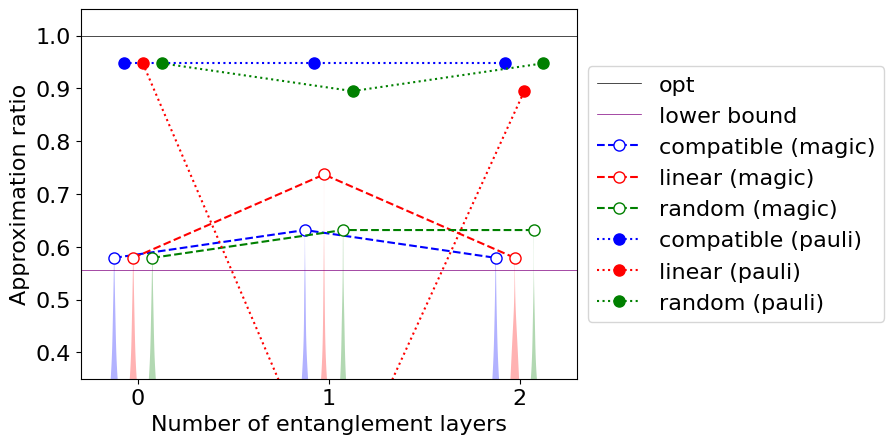 Approximation ratio
1.0
0.9
0.8
0.7
0.6
0.5
0.4
0
1
2
Number of entanglement layers
opt
lower bound
compatible (magic)
linear (magic)
random (magic)
compatible (pauli)
linear (pauli)
random (pauli)